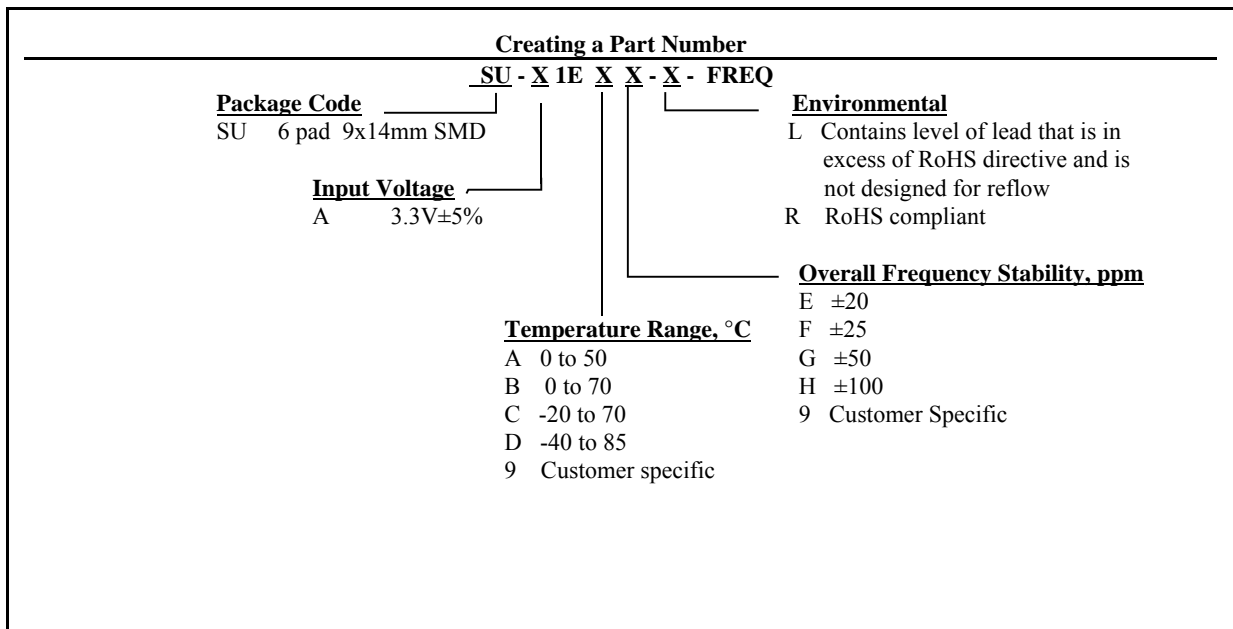 Creating a Part Number
SU - X 1E X X - X - FREQ
Package Code
SU 6 pad 9x14mm SMD
Input Voltage
A 3.3V±5%
Temperature Range, °C
A 0 to 50
B 0 to 70
C -20 to 70
D -40 to 85
9 Customer specific
Environmental
L Contains level of lead that is in
excess of RoHS directive and is
not designed for reflow
R RoHS compliant
Overall Frequency Stability, ppm
E ±20
F ±25
G ±50
H ±100
9 Customer Specific